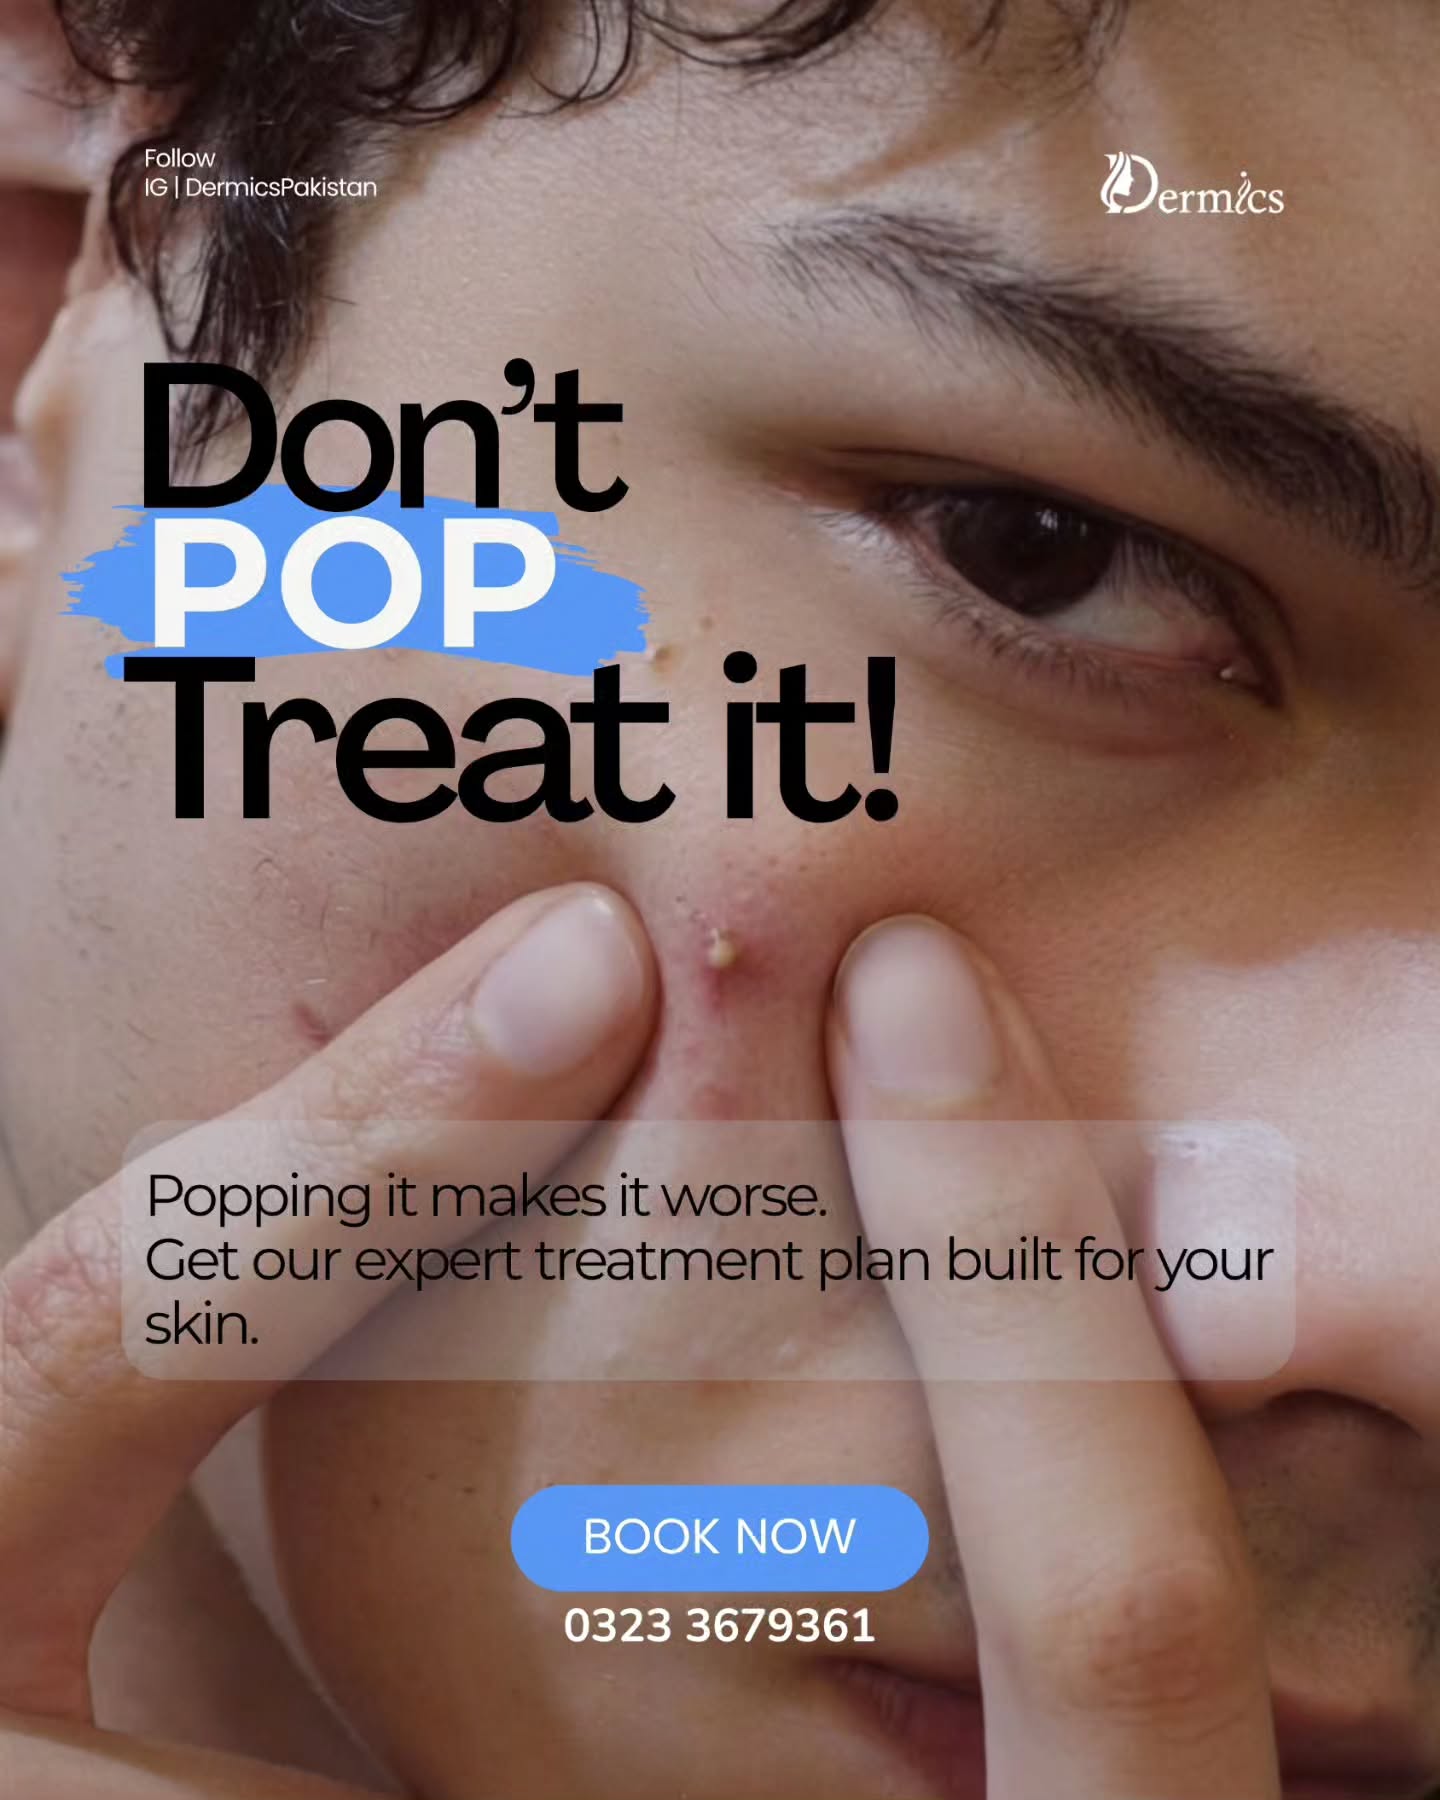 Follow
IG | DermicsPakistan
Dermics
Don't
POP
Treat it!
Popping it makes it worse.
Get our expert treatment plan built for your
skin.
BOOK NOW
0323 3679361